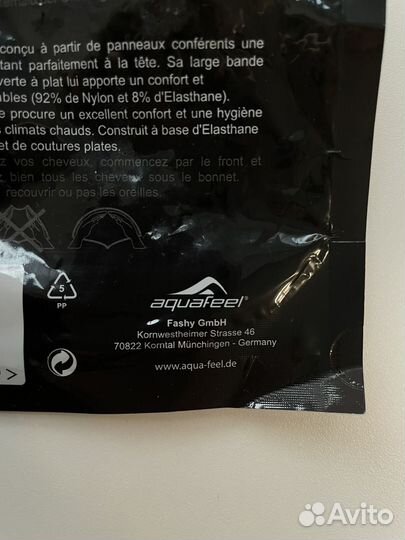 conçu à partir de panneaux conférents une
tant parfaitement à la tête. Sa large bande
verte à plat lui apporte un confort et
ables (92% de Nylon et 8% d'Elasthane).
e procure un excellent confort et une hygiène
s climats chauds. Construit à base d'Elasthane
et de coutures plates.
ez vos cheveux, commencez par le front et
z, bien tous les cheveux sous le bonnet.
recouvrir ou pas les oreilles.
5
PP
aquafeel®
Fashy GmbH
Kornwestheimer Strasse 46
70822 Korntal Münchingen - Germany
www.aqua-feel.de
>
Avito